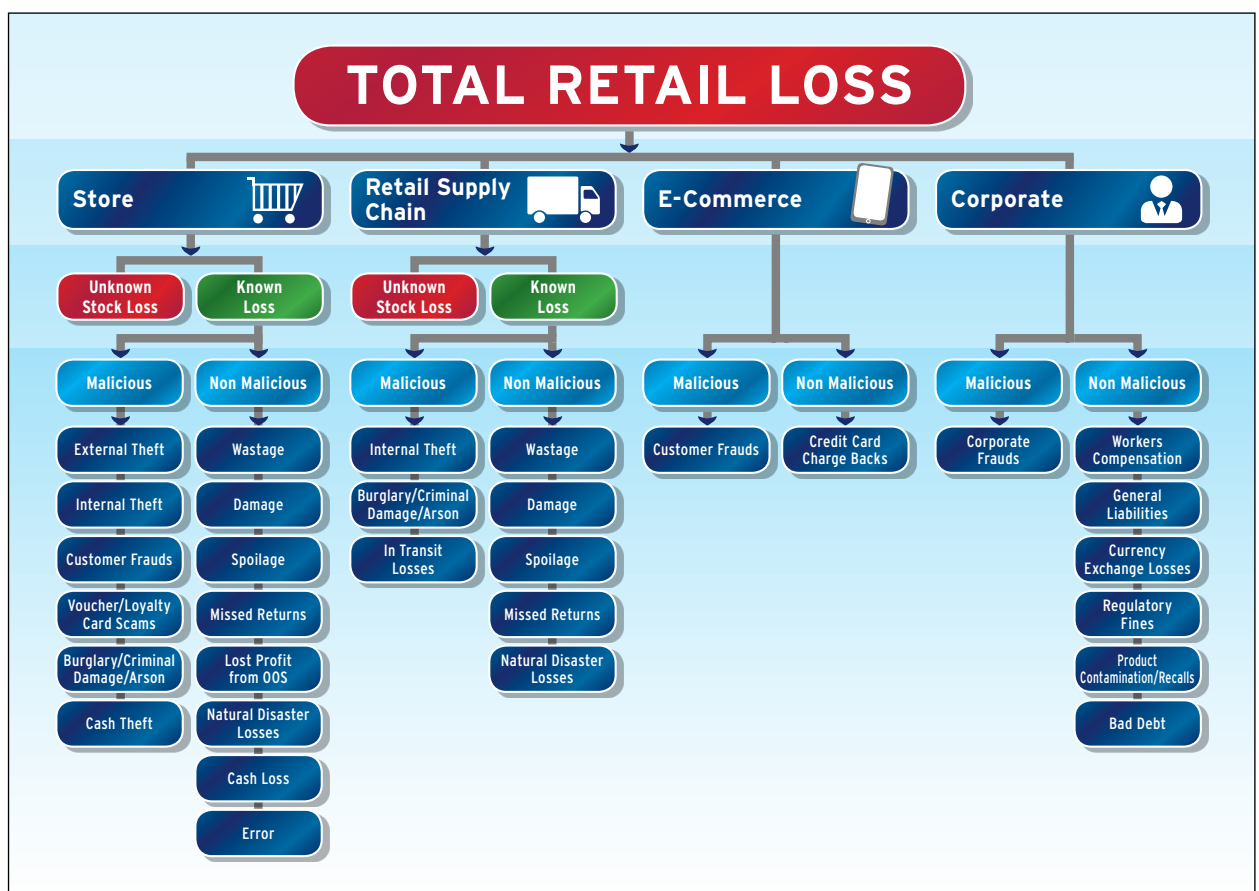 TOTAL RETAIL LOSS
Store
Retail Supply
Chain
E-Commerce
Corporate
Unknown
Stock Loss
Known
Loss
Unknown
Stock Loss
Known
Loss
Malicious
Non Malicious
Malicious
Non Malicious
Malicious
Non Malicious
Malicious
Non Malicious
External Theft
Internal Theft
Customer Frauds
Voucher/Loyalty
Card Scams
Burglary/Criminal
Damage/Arson
Cash Theft
Wastage
Damage
Spoilage
Missed Returns
Lost Profit
from OOS
Natural Disaster
Losses
Cash Loss
Error
Internal Theft
Burglary/Criminal
Damage/Arson
In Transit
Losses
Wastage
Damage
Spoilage
Missed Returns
Natural Disaster
Losses
Customer Frauds
Credit Card
Charge Backs
Corporate
Frauds
Workers
Compensation
General
Liabilities
Currency
Exchange Losses
Regulatory
Fines
Product
Contamination/Recalls
Bad Debt